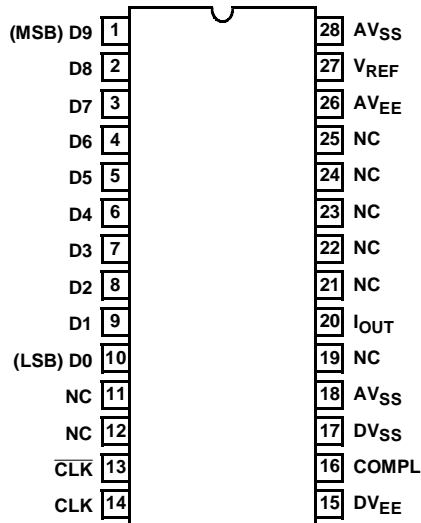 (MSB) D9 1 28 AVSS
D8 2 27 VREF
D7 3 26 AVEE
D6 4 25 NC
D5 5 24 NC
D4 6 23 NC
D3 7 22 NC
D2 8 21 NC
D1 9 20 IOUT
(LSB) D0 10 19 NC
NC 11 18 AVSS
NC 12 17 DVSS
CLK 13 16 COMPL
CLK 14 15 DVEE